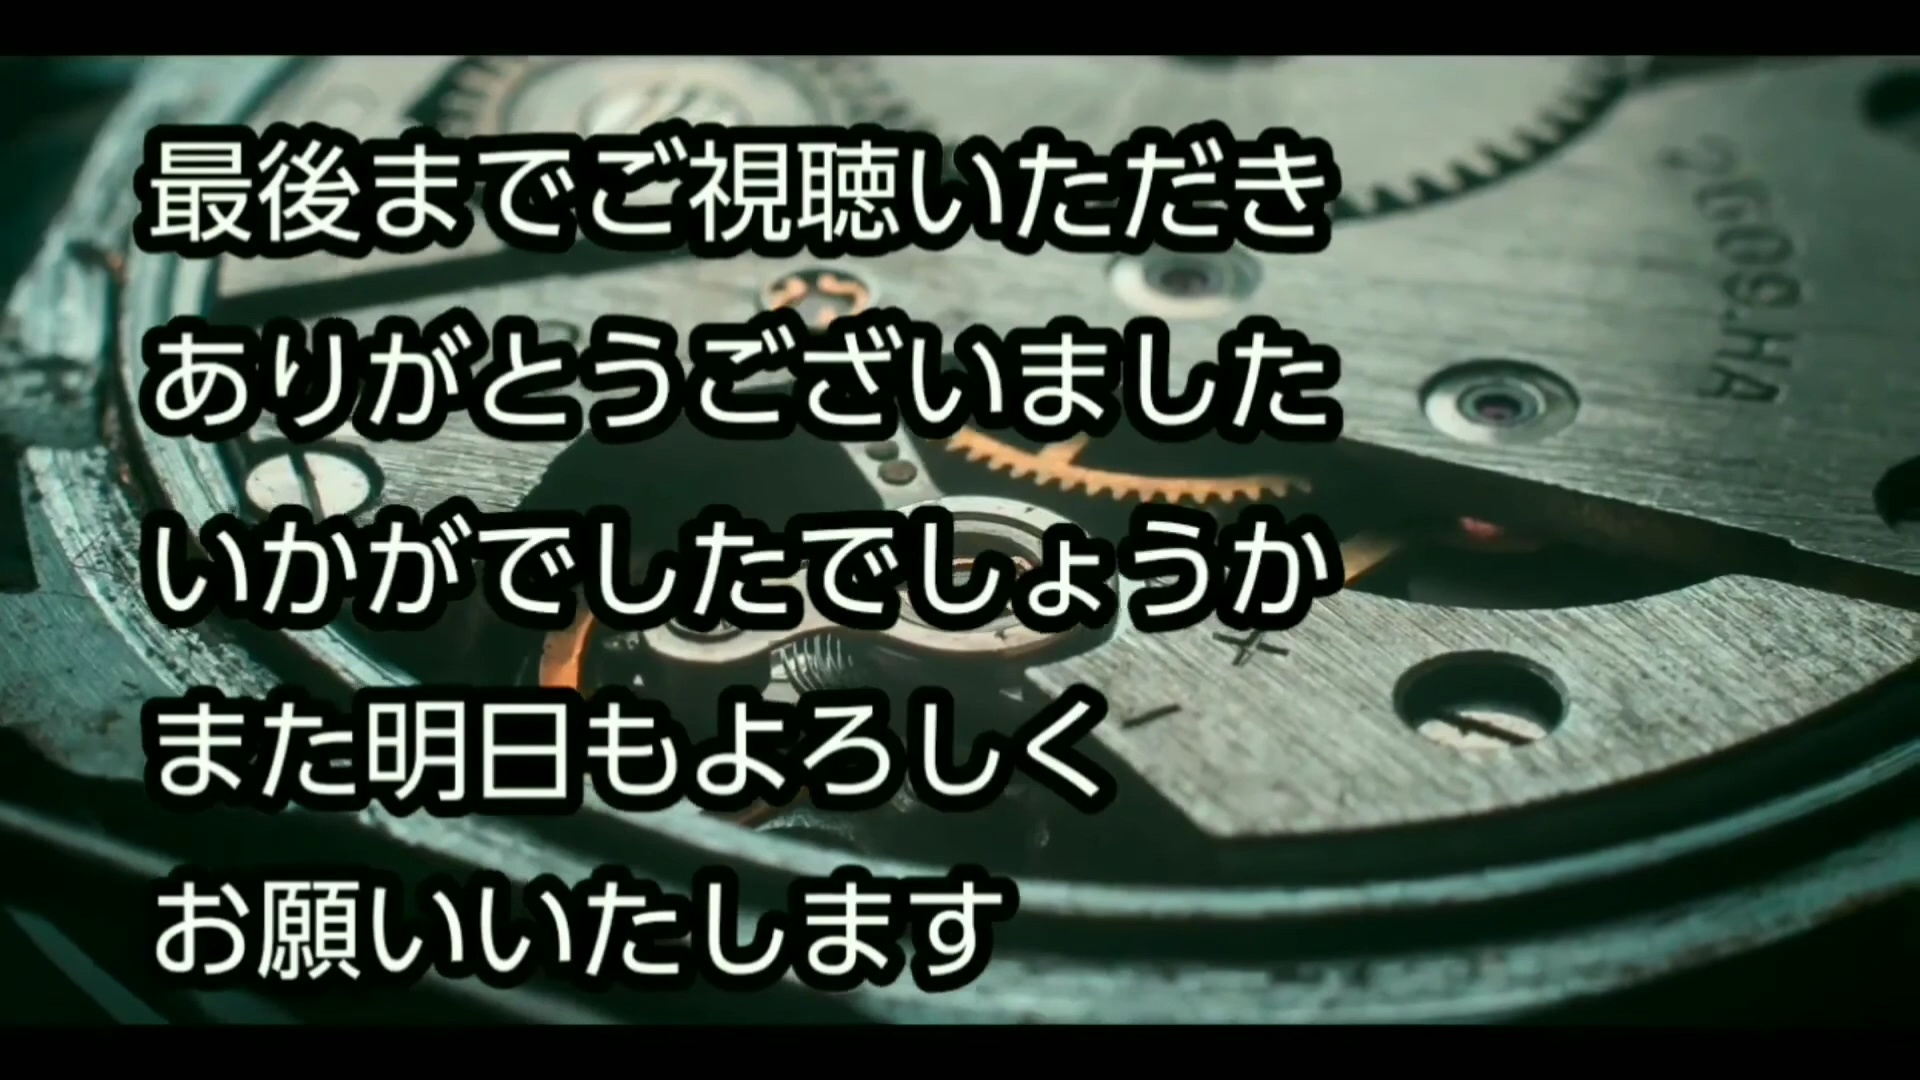 最後までご視聴いただき
ありがとうございました
いかがでしたでしょうか
また明日もよろしく
お願いいたします